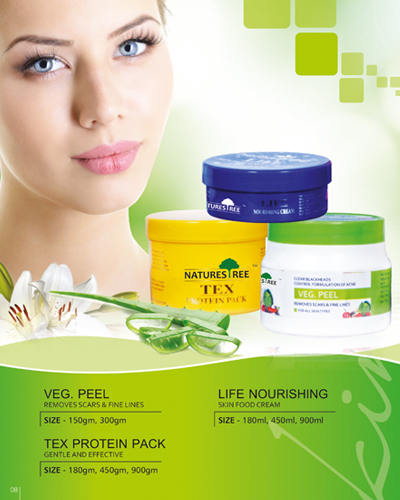 LIFE
NOURISHING CREAM
NATURESTREE
TEX
PROTEIN PACK
CLEAR BLACKHEADS
CONTROL FORMULATION OF ACNE
VEG. PEEL
REMOVES SCARS & FINE LINES
FOR ALL SKIN TYPES
VEG. PEEL
REMOVES SCARS & FINE LINES
SIZE - 150gm, 300gm
LIFE NOURISHING
SKIN FOOD CREAM
SIZE - 180ml, 450ml, 900ml
TEX PROTEIN PACK
GENTLE AND EFFECTIVE
SIZE - 180gm, 450gm, 900gm
08